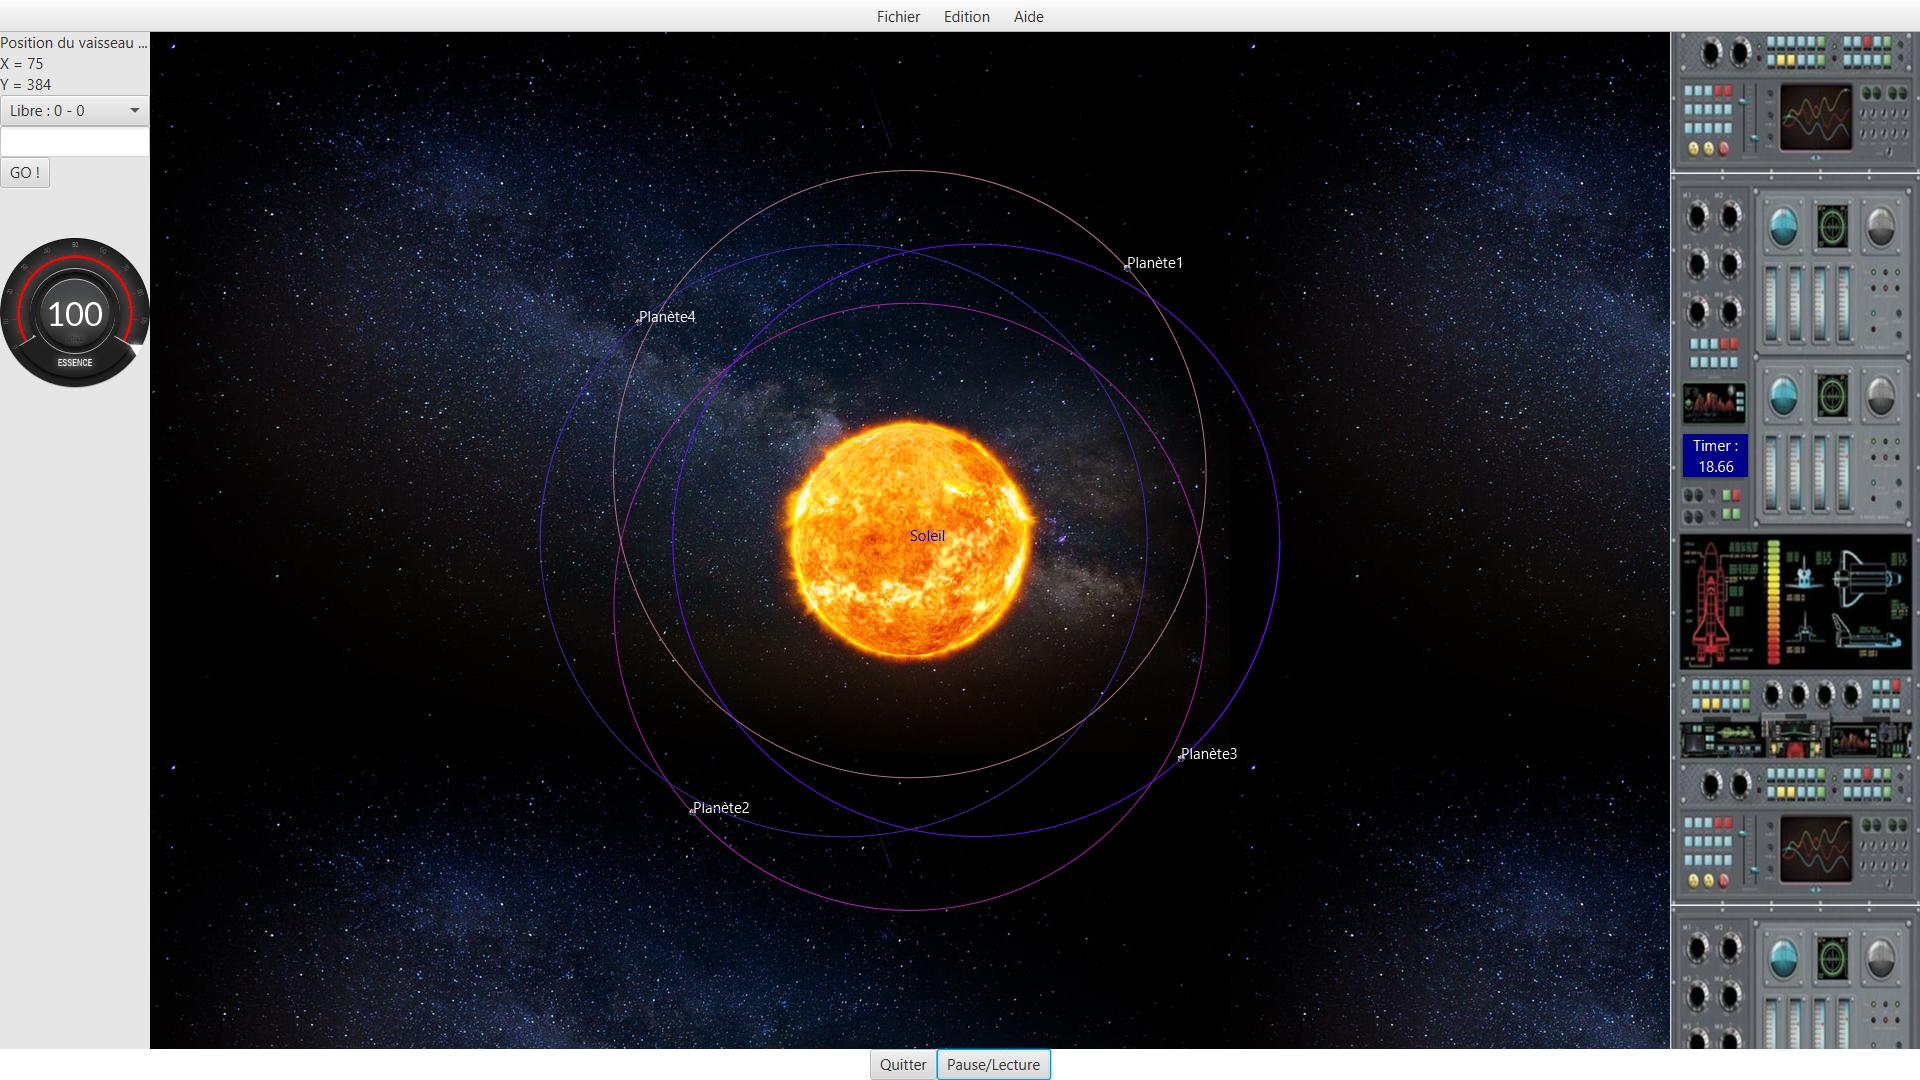 Fichier Edition Aide
Position du vaisseau ...
X = 75
Y = 384
Libre : 0 - 0
GO !
100
ESSENCE
Planète1
Planète4
Soleil
Planète3
Planète2
Timer :
18.66
Quitter Pause/Lecture